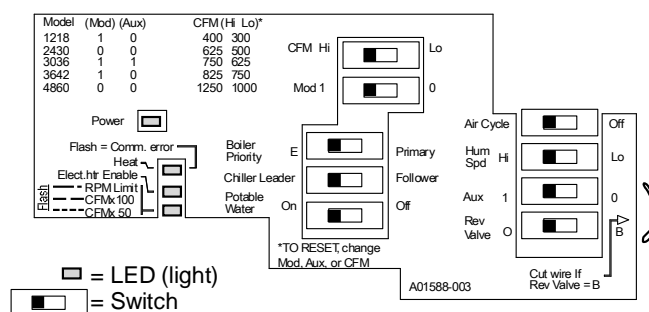 Model (Mod) (Aux) CFM (Hi Lo)*
1218 1 0 400 300
2430 0 0 625 500
3036 1 1 750 625
3642 1 0 825 750
4860 0 0 1250 1000
CFM Hi Lo
Mod 1 0
Power
Flash = Comm. error
Heat
Elect.htr Enable
Flash
RPM Limit
CFMx100
CFMx 50
Boiler Priority E Primary
Chiller Leader Follower
Potable Water On Off
*TO RESET, change
Mod, Aux, or CFM
Air Cycle Off
Hum Spd Hi Lo
Aux 1 0
Rev Valve O B
Cut wire If
Rev Valve = B
A01588-003
= LED (light)
= Switch